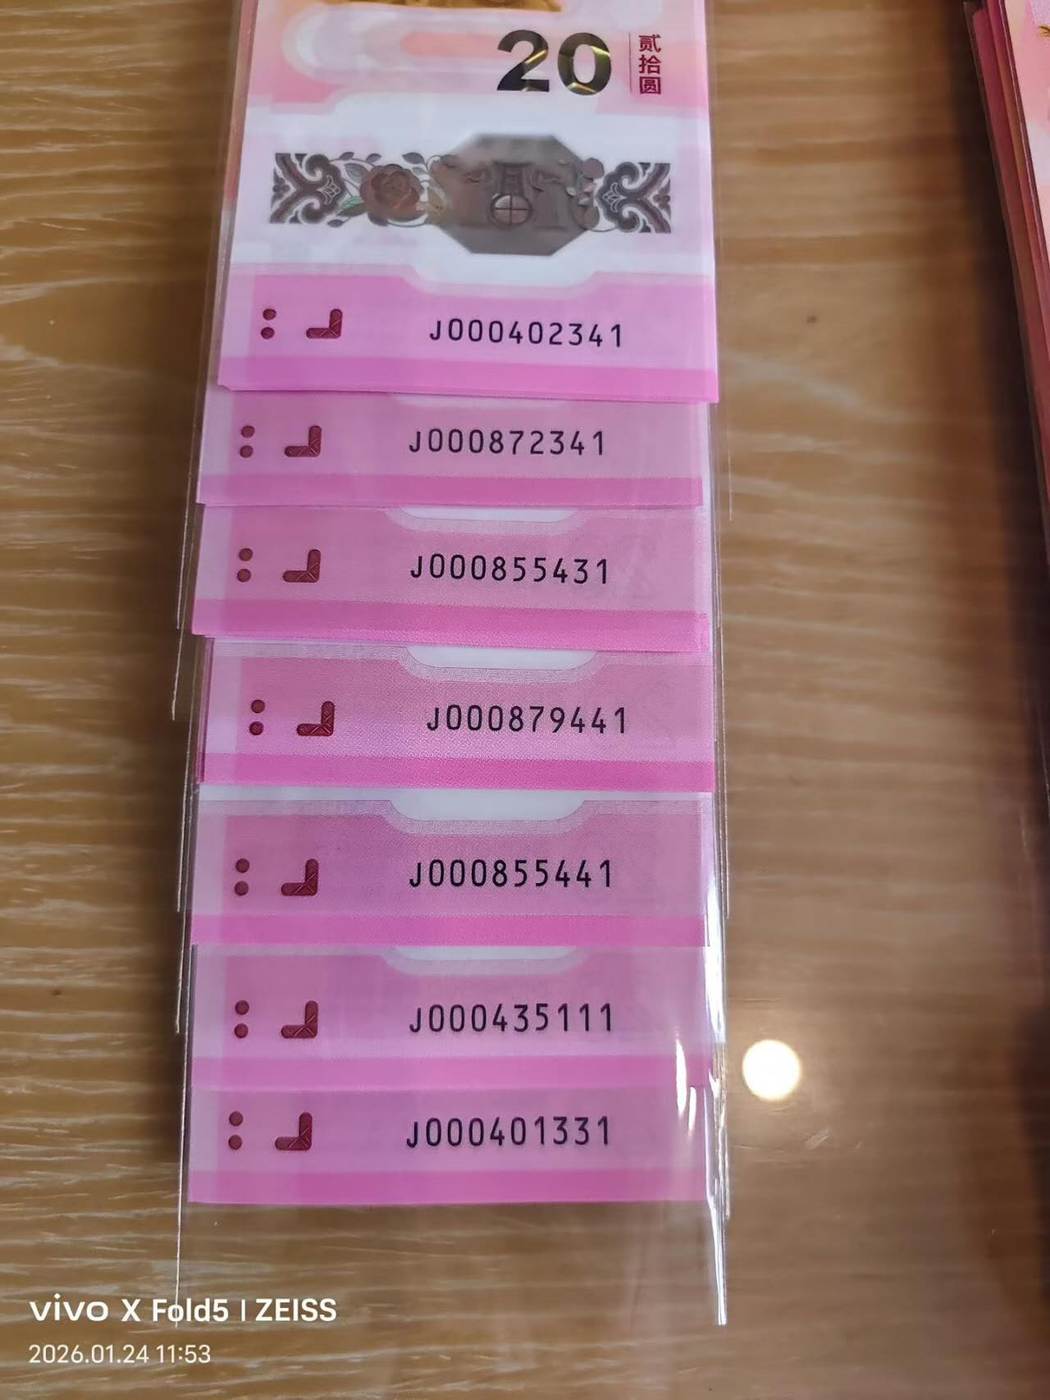 20
贰拾圆
J000402341
J000872341
J000855431
J000879441
J000855441
J000435111
J000401331
vivo X Fold5 | ZEISS
2026.01.24 11:53